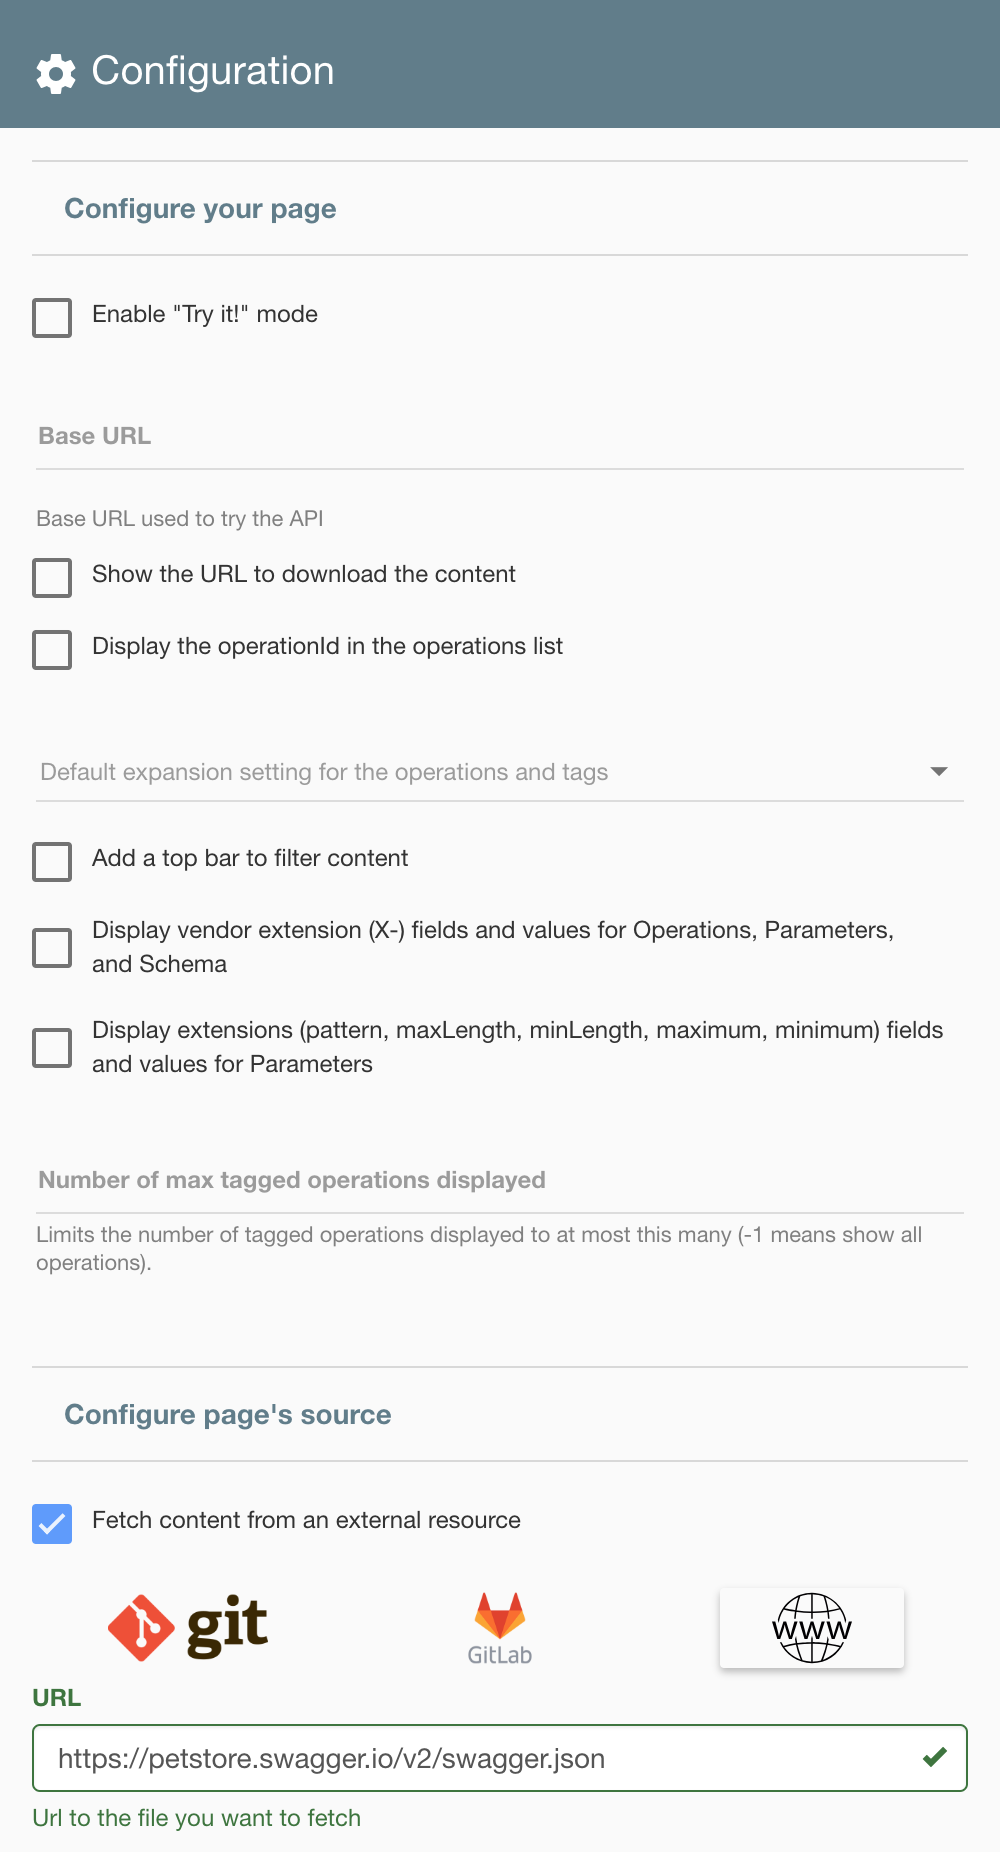 Configuration
Configure your page
Enable "Try it!" mode
Base URL
Base URL used to try the API
Show the URL to download the content
Display the operationId in the operations list
Default expansion setting for the operations and tags
Add a top bar to filter content
Display vendor extension (X-) fields and values for Operations, Parameters,
and Schema
Display extensions (pattern, maxLength, minLength, maximum, minimum) fields
and values for Parameters
Number of max tagged operations displayed
Limits the number of tagged operations displayed to at most this many (-1 means show all
operations).
Configure page's source
Fetch content from an external resource
git
GitLab
WWW
URL
https://petstore.swagger.io/v2/swagger.json
Url to the file you want to fetch